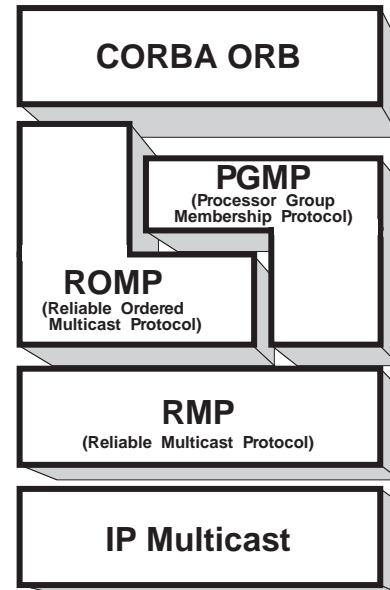 CORBA ORB
PGMP
(Processor Group
Membership Protocol)
ROMP
(Reliable Ordered
Multicast Protocol)
RMP
(Reliable Multicast Protocol)
IP Multicast